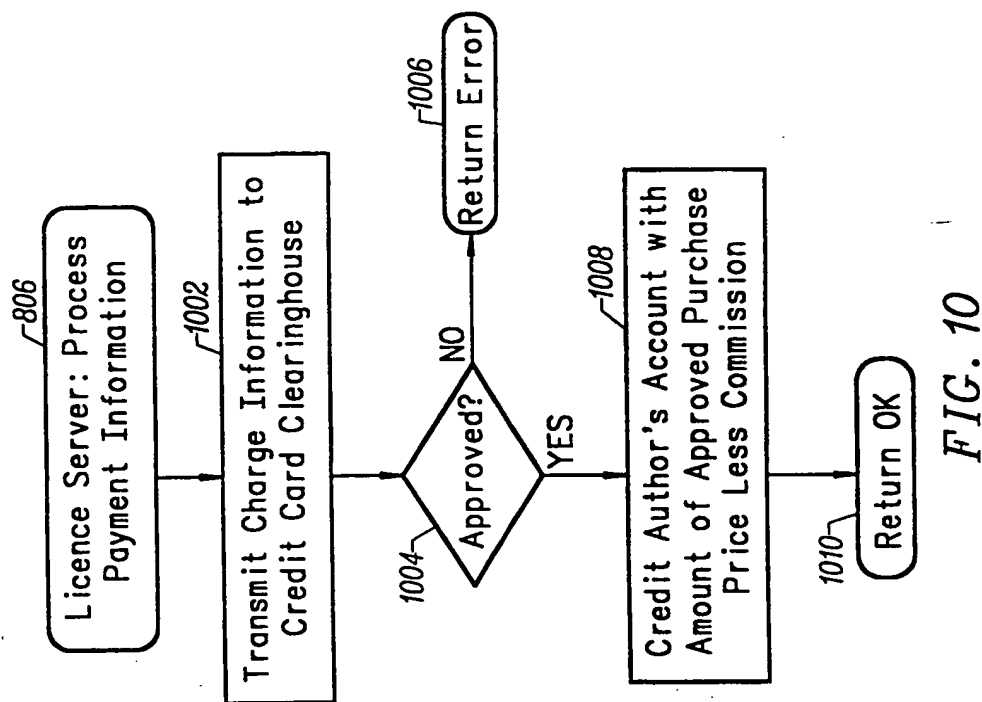 806
Licence Server: Process
Payment Information
1002
Transmit Charge Information to
Credit Card Clearinghouse
1004
Approved?
NO
1006
Return Error
YES
1008
Credit Author's Account with
Amount of Approved Purchase
Price Less Commission
1010
Return OK
FIG. 10